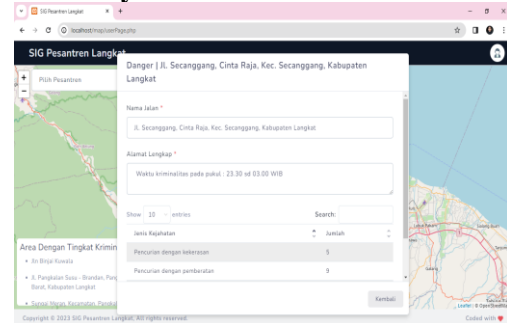 SIG Pesantren Langkat
localhost/map/userPage.php
SIG Pesantren Langkat
Pilih Pesantren
Danger | Jl. Secanggang, Cinta Raja, Kec. Secanggang, Kabupaten
Langkat
Nama Jalan *
Jl. Secanggang, Cinta Raja, Kec. Secanggang, Kabupaten Langkat
Alamat Lengkap *
Waktu kriminalitas pada pukul : 23.30 sd 03.00 WIB
Show 10 entries Search:
Jenis Kejahatan Jumlah
Pencurian dengan kekerasan 5
Pencurian dengan pemberatan 9
Kembali
Area Dengan Tingkat Krimin
Jln Binjai Kuwala
Jl. Pangkalan Susu - Brandan, Pang
Barat, Kabupaten Langkat
Sungai
Galang
Leaflet | © OpenStreetMap
Copyright © 2023 SIG Pesantren Langkat, All rights reserved.
Coded with